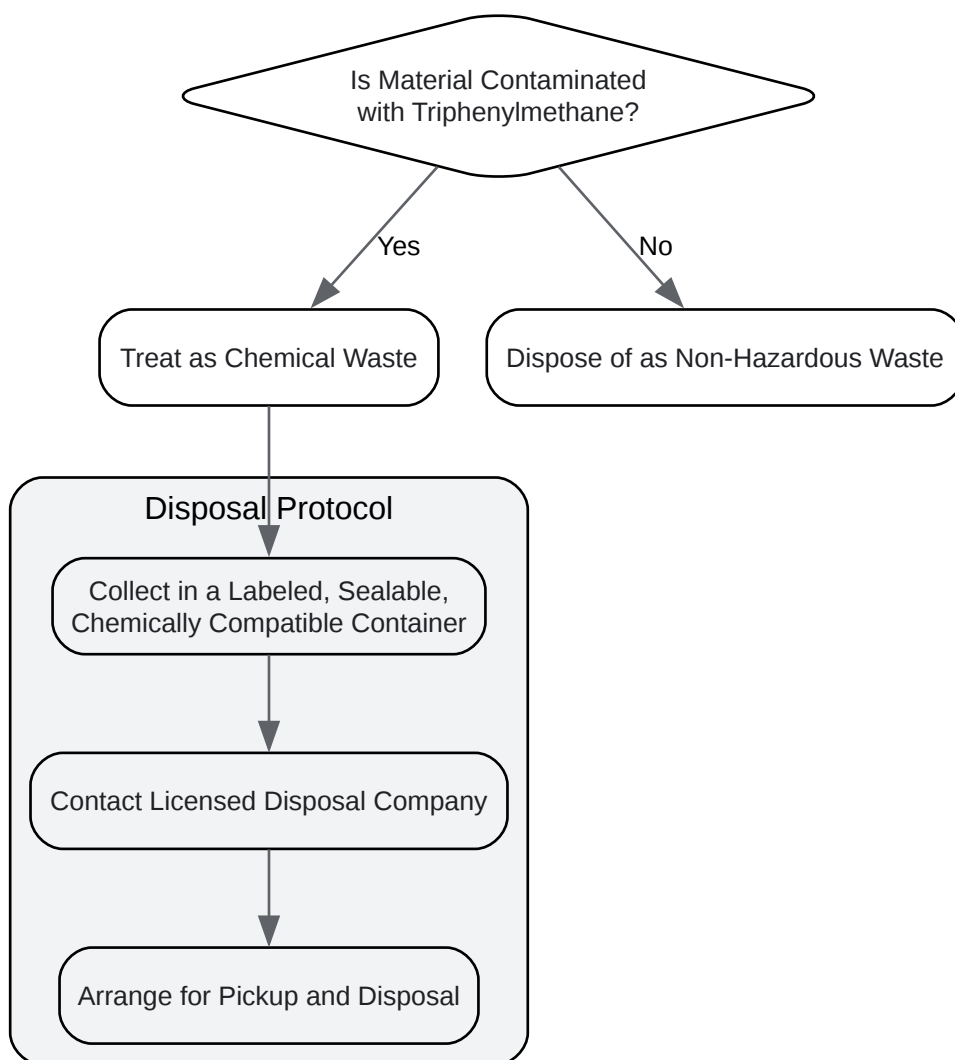 Is Material Contaminated
with Triphenylmethane?
Yes
No
Treat as Chemical Waste
Dispose of as Non-Hazardous Waste
Disposal Protocol
Collect in a Labeled, Sealable,
Chemically Compatible Container
Contact Licensed Disposal Company
Arrange for Pickup and Disposal